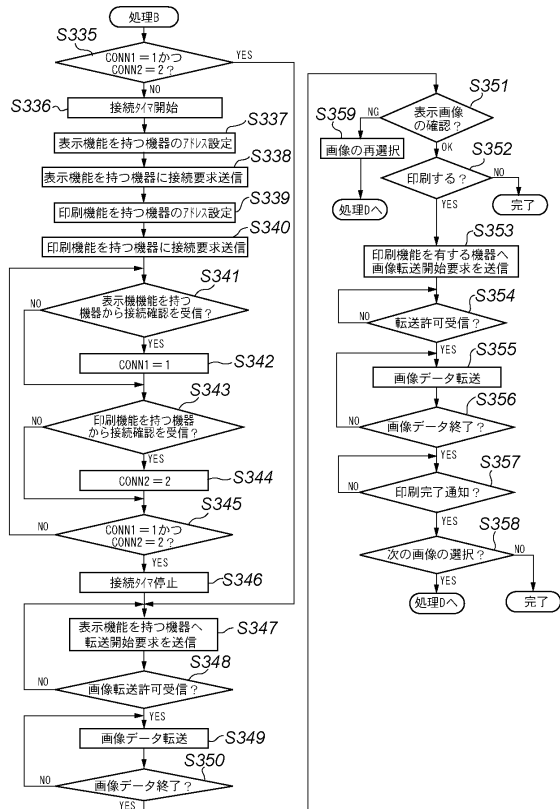 処理B
S335
CONN1＝1かつ
CONN2＝2？
YES
NO
S336
接続タイマ開始
S337
表示機能を持つ機器のアドレス設定
S338
表示機能を持つ機器に接続要求送信
S339
印刷機能を持つ機器のアドレス設定
S340
印刷機能を持つ機器に接続要求送信
S341
表示機機能を持つ
機器から接続確認を受信？
NO
YES
S342
CONN1＝1
S343
印刷機能を持つ機器
から接続確認を受信？
NO
YES
S344
CONN2＝2
S345
CONN1＝1かつ
CONN2＝2？
NO
YES
S346
接続タイマ停止
S347
表示機能を持つ機器へ
転送開始要求を送信
S348
画像転送許可受信？
NO
YES
S349
画像データ転送
S350
画像データ終了？
NO
YES
S351
表示画像
の確認？
NG
OK
S359
画像の再選択
処理Dへ
S352
印刷する？
NO
完了
YES
S353
印刷機能を有する機器へ
画像転送開始要求を送信
S354
転送許可受信？
NO
YES
S355
画像データ転送
S356
画像データ終了？
NO
YES
S357
印刷完了通知？
NO
YES
S358
次の画像の選択？
NO
YES
処理Dへ
完了